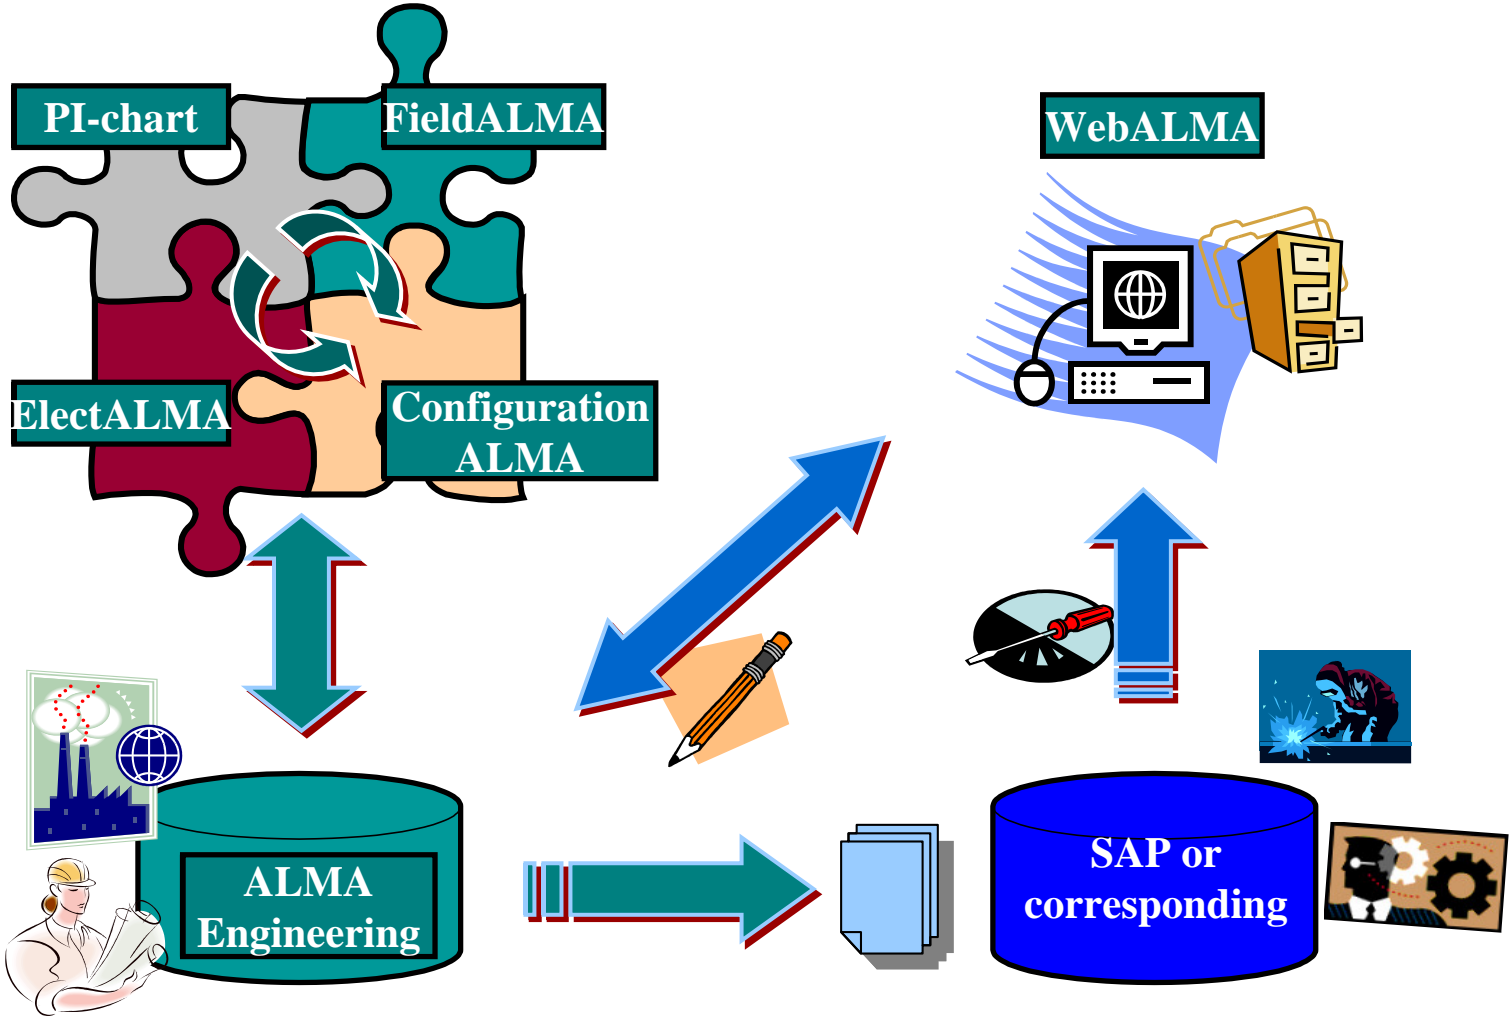 PI-chart
FieldALMA
WebALMA
ElectALMA
Configuration
ALMA
ALMA
Engineering
SAP or
corresponding